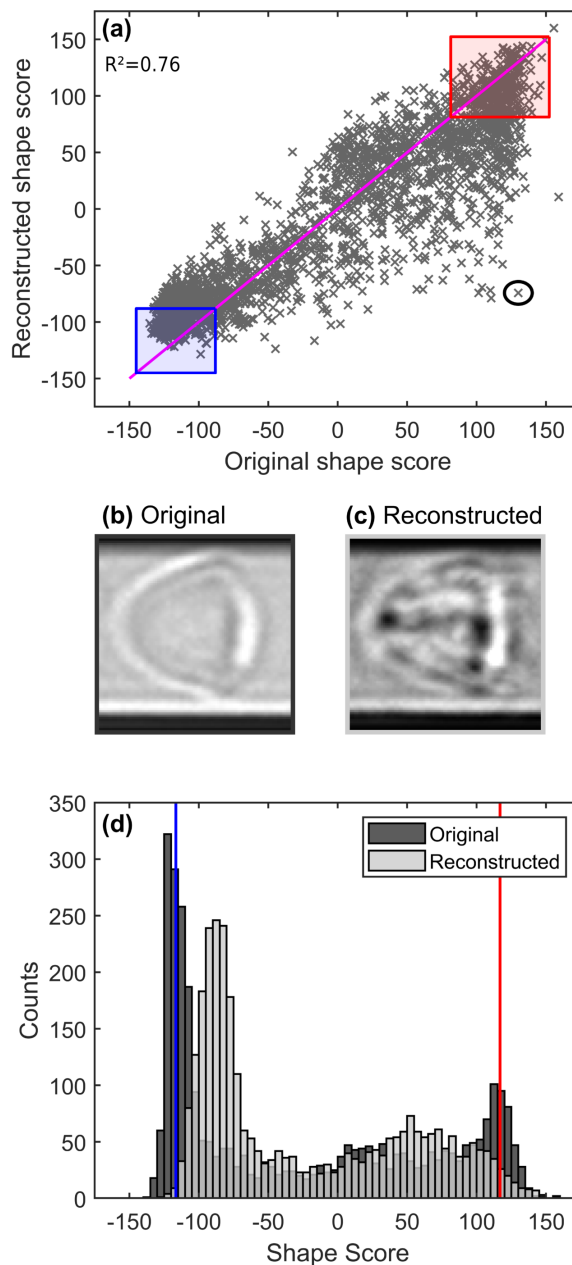 (a)
R²=0.76
150
100
50
0
-50
-100
-150
Reconstructed shape score
-150 -100 -50 0 50 100 150
Original shape score
(b) Original
(c) Reconstructed
(d)
Original
Reconstructed
350
300
250
200
150
100
50
0
Counts
-150 -100 -50 0 50 100 150
Shape Score